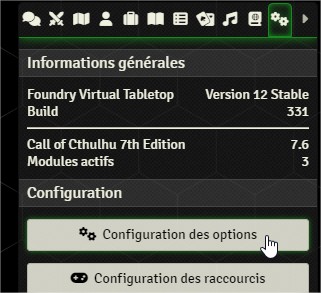 Informations générales
Foundry Virtual Tabletop Version 12 Stable
Build 331
Call of Cthulhu 7th Edition 7.6
Modules actifs 3
Configuration
Configuration des options
Configuration des raccourcis